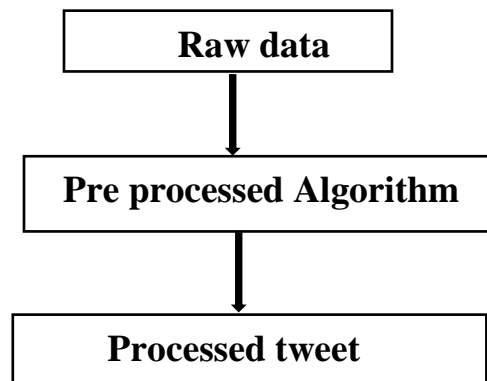 Raw data
Pre processed Algorithm
Processed tweet